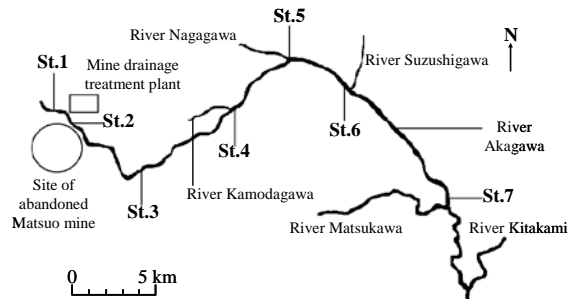 St.5
River Nagagawa
N
River Suzushigawa
St.1
Mine drainage
treatment plant
St.2
St.6
River
Akagawa
St.4
Site of
abandoned
Matsuo mine
River Kamodagawa
St.7
St.3
River Matsukawa
River Kitakami
0
5 km